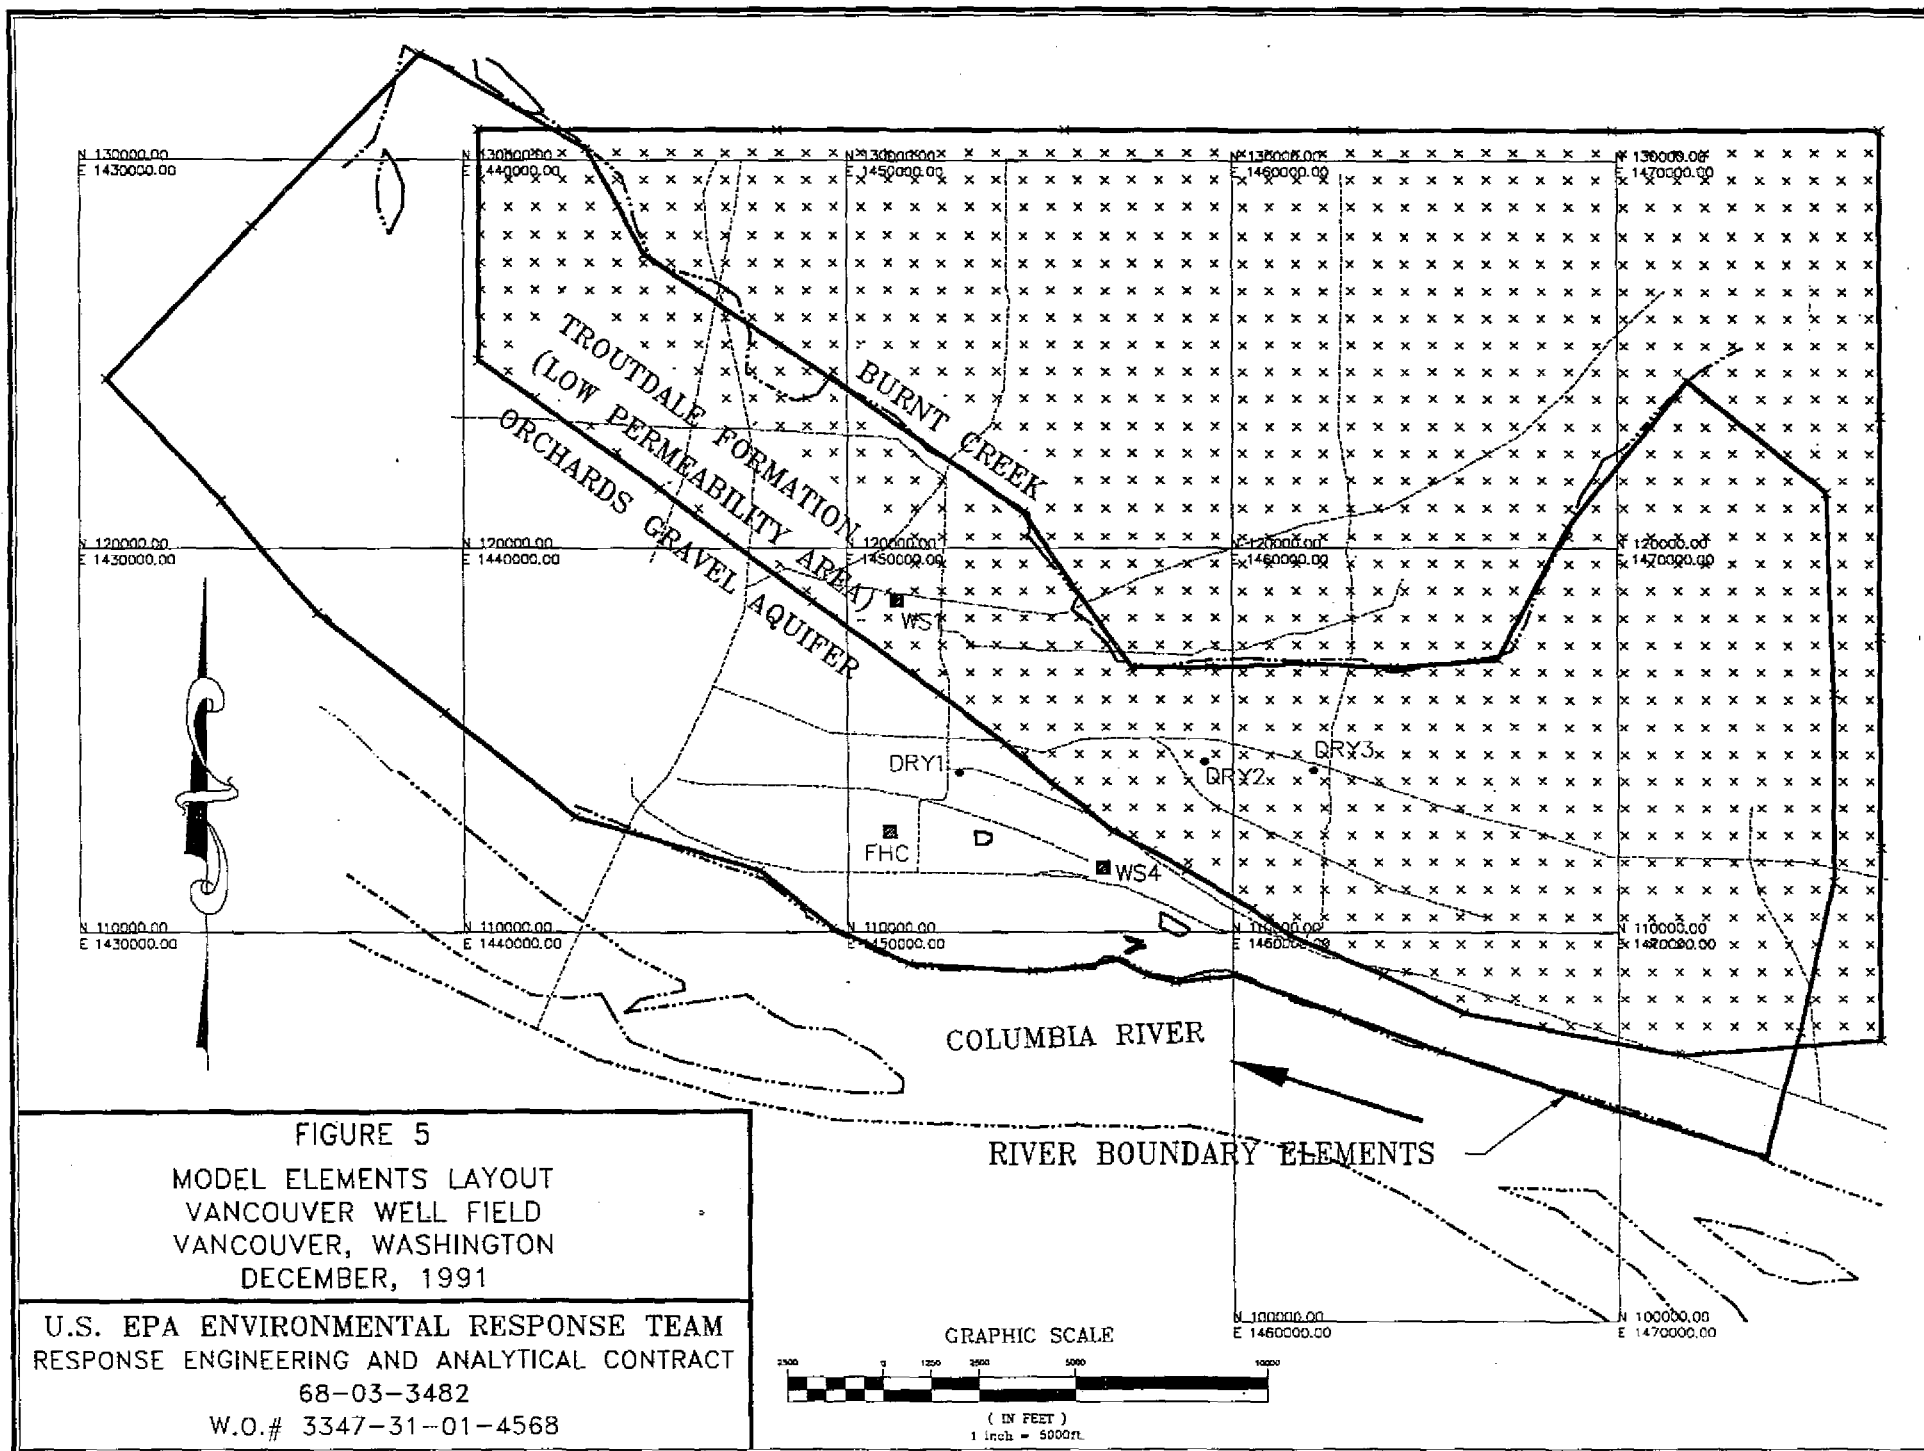 N 130000.00
E 1430000.00
N 130000.00
E 1440000.00
N 130000.00
E 1450000.00
N 130000.00
E 1460000.00
N 130000.00
E 1470000.00
TROUTDALE FORMATION
(LOW PERMEABILITY AREA)
ORCHARDS GRAVEL AQUIFER
BURNT CREEK
N 120000.00
E 1430000.00
N 120000.00
E 1440000.00
N 120000.00
E 1450000.00
N 120000.00
E 1460000.00
N 120000.00
E 1470000.00
WS1
DRY1
DRY2
DRY3
FHC
WS4
N 110000.00
E 1430000.00
N 110000.00
E 1440000.00
N 110000.00
E 1450000.00
N 110000.00
E 1460000.00
N 110000.00
E 1470000.00
COLUMBIA RIVER
RIVER BOUNDARY ELEMENTS
N 100000.00
E 1460000.00
N 100000.00
E 1470000.00
FIGURE 5
MODEL ELEMENTS LAYOUT
VANCOUVER WELL FIELD
VANCOUVER, WASHINGTON
DECEMBER, 1991
U.S. EPA ENVIRONMENTAL RESPONSE TEAM
RESPONSE ENGINEERING AND ANALYTICAL CONTRACT
68-03-3482
W.O.# 3347-31-01-4568
GRAPHIC SCALE
2500 0 1250 2500 5000 10000
( IN FEET )
1 inch = 5000ft.